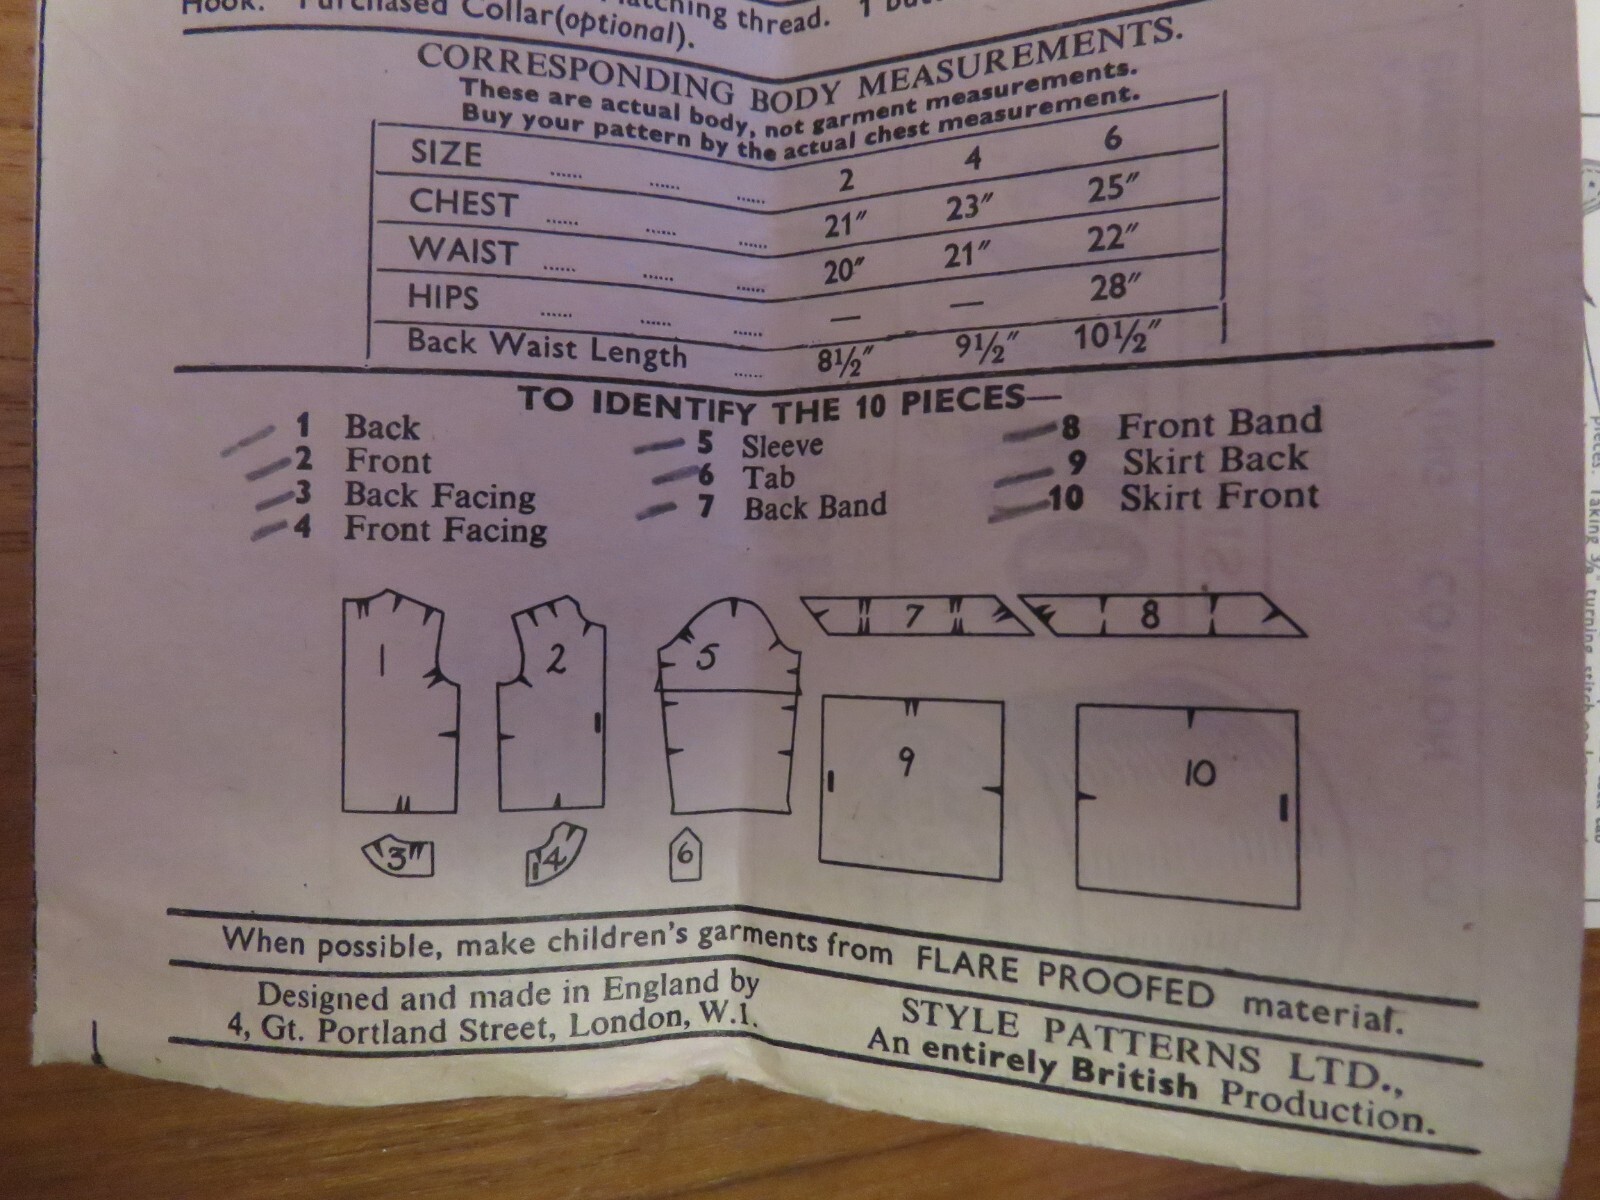 Hook. Purchased Collar(optional). thread. 1
CORRESPONDING BODY MEASUREMENTS.
These are actual body, not garment measurements.
Buy your pattern by the actual chest measurement.
SIZE ...... ...... ...... 2 4 6
CHEST ...... ...... ...... 21″ 23″ 25″
WAIST ...... ...... ...... 20″ 21″ 22″
HIPS ...... ...... ...... — — 28″
Back Waist Length ...... 8½″ 9½″ 10½″
TO IDENTIFY THE 10 PIECES—
1 Back
2 Front
3 Back Facing
4 Front Facing
5 Sleeve
6 Tab
7 Back Band
8 Front Band
9 Skirt Back
10 Skirt Front
1 2 5 7 8
9 10
3 4 6
When possible, make children's garments from FLARE PROOFED material.
Designed and made in England by
4, Gt. Portland Street, London, W.1.
STYLE PATTERNS LTD.,
An entirely British Production.